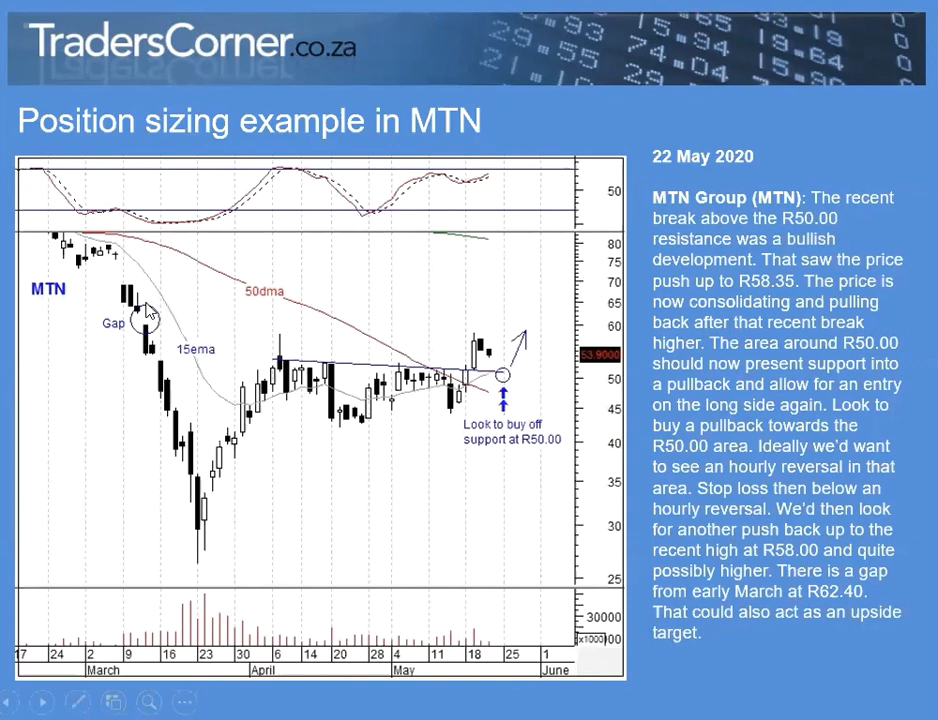 TradersCorner.co.za
Position sizing example in MTN
22 May 2020
MTN Group (MTN): The recent
break above the R50.00
resistance was a bullish
development. That saw the price
push up to R58.35. The price is
now consolidating and pulling
back after that recent break
higher. The area around R50.00
should now present support into
a pullback and allow for an entry
on the long side again. Look to
buy a pullback towards the
R50.00 area. Ideally we'd want
to see an hourly reversal in that
area. Stop loss then below an
hourly reversal. We'd then look
for another push back up to the
recent high at R58.00 and quite
possibly higher. There is a gap
from early March at R62.40.
That could also act as an upside
target.
MTN
Gap
15ema
50dma
Look to buy off
support at R50.00
50
80
75
70
65
60
53.9000
50
45
40
35
30
25
30000
x100
17 24 2 9 16 23 30 6 14 20 28 4 11 18 25 1
March April May June